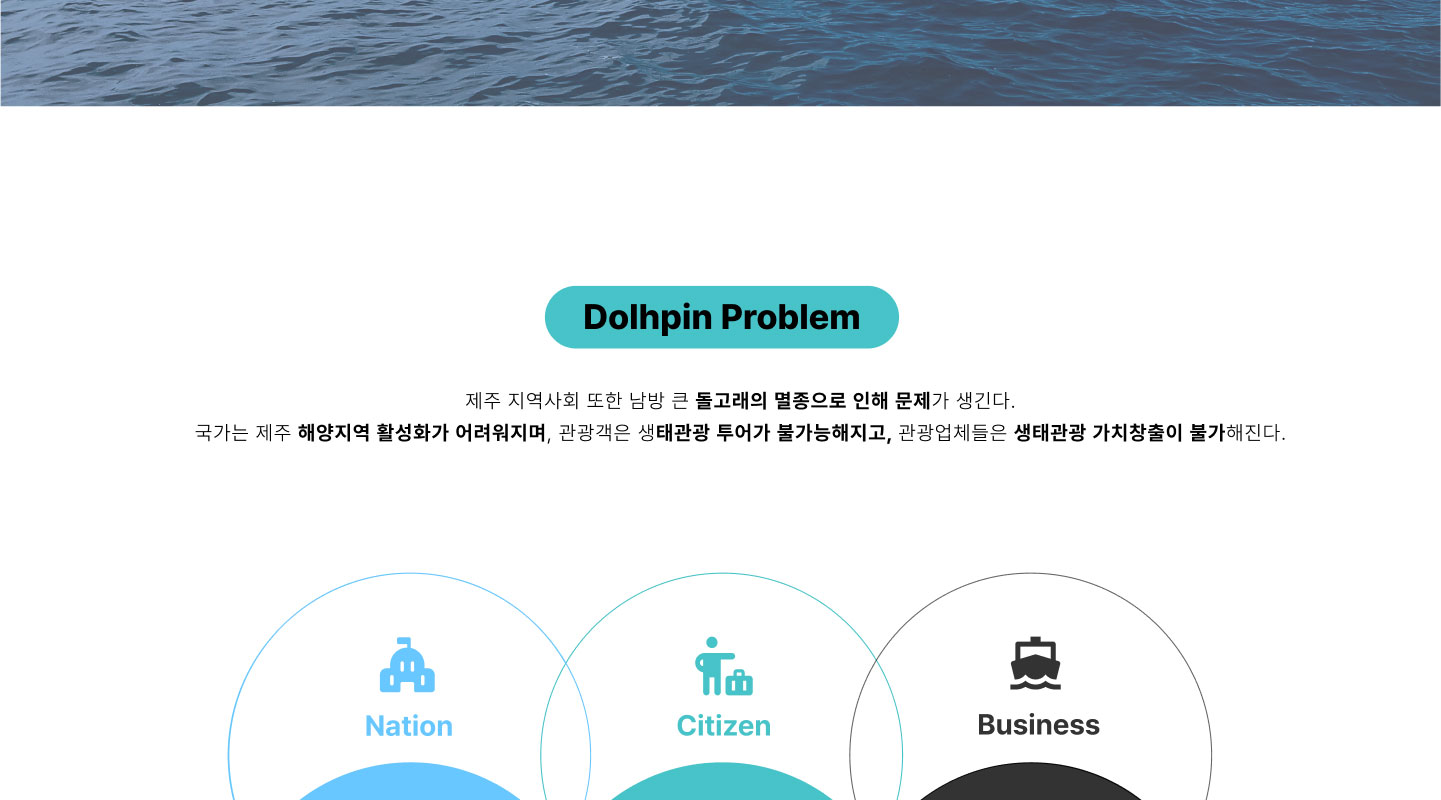 Dolhpin Problem
제주 지역사회 또한 남방 큰 돌고래의 멸종으로 인해 문제가 생긴다.
국가는 제주 해양지역 활성화가 어려워지며, 관광객은 생태관광 투어가 불가능해지고, 관광업체들은 생태관광 가치창출이 불가해진다.
Nation
Citizen
Business